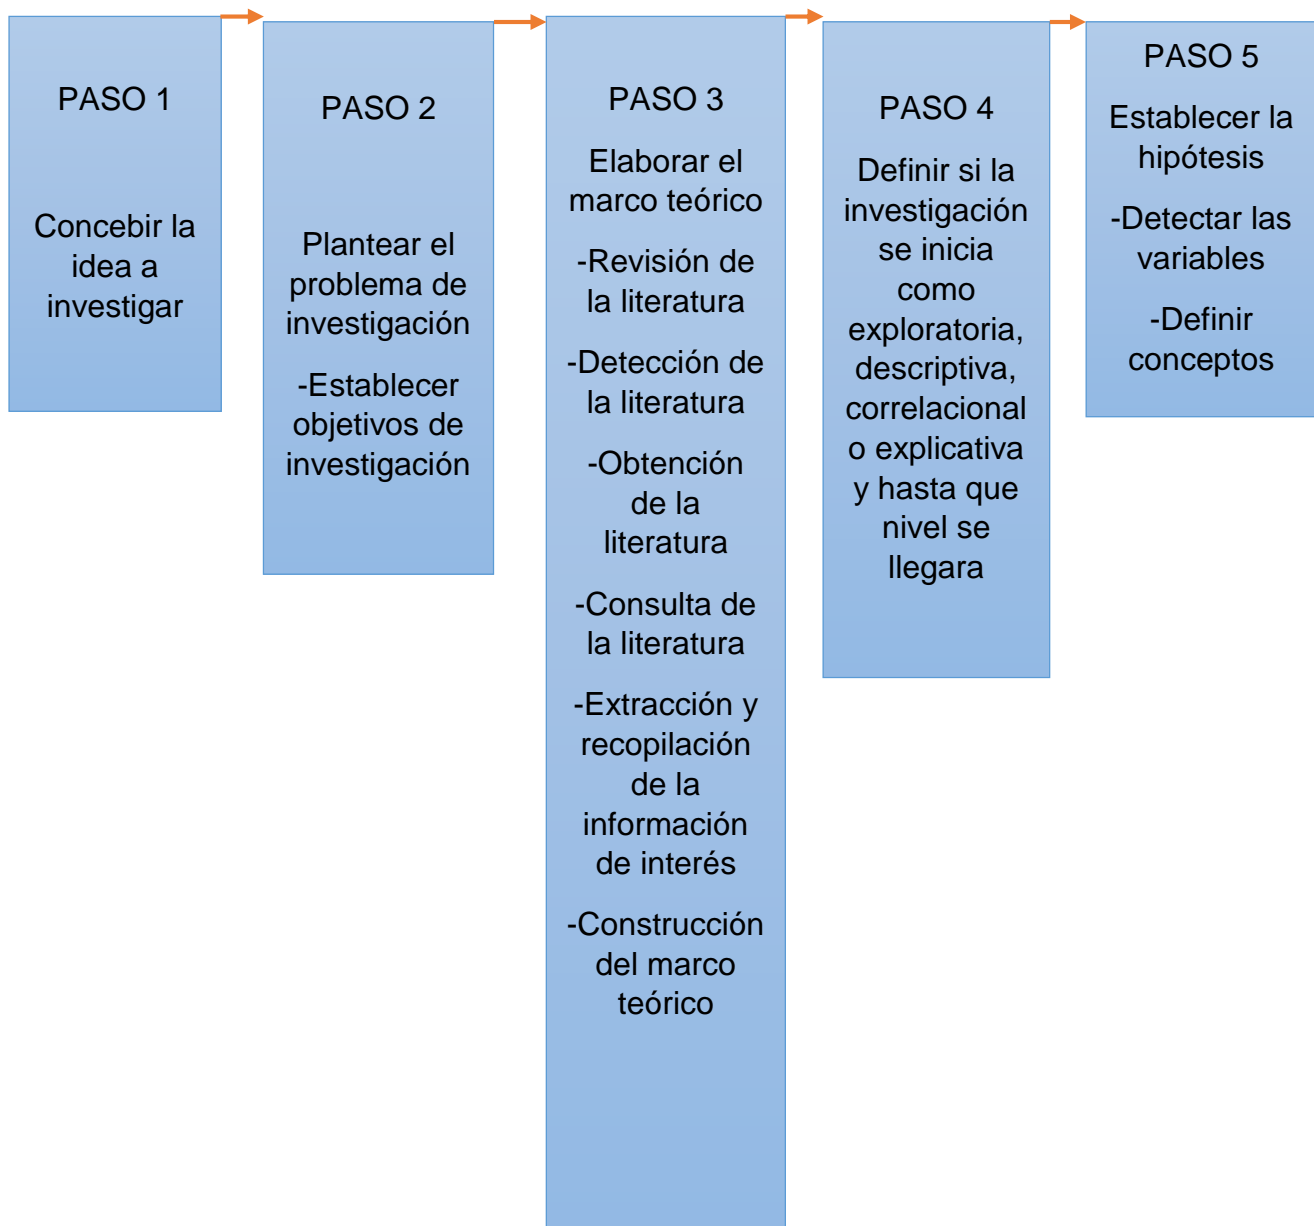 PASO 1
Concebir la
idea a
investigar
PASO 2
Plantear el
problema de
investigación
-Establecer
objetivos de
investigación
PASO 3
Elaborar el
marco teórico
-Revisión de
la literatura
-Detección de
la literatura
-Obtención
de la
literatura
-Consulta de
la literatura
-Extracción y
recopilación
de la
información
de interés
-Construcción
del marco
teórico
PASO 4
Definir si la
investigación
se inicia
como
exploratoria,
descriptiva,
correlacional
o explicativa
y hasta que
nivel se
llegara
PASO 5
Establecer la
hipótesis
-Detectar las
variables
-Definir
conceptos